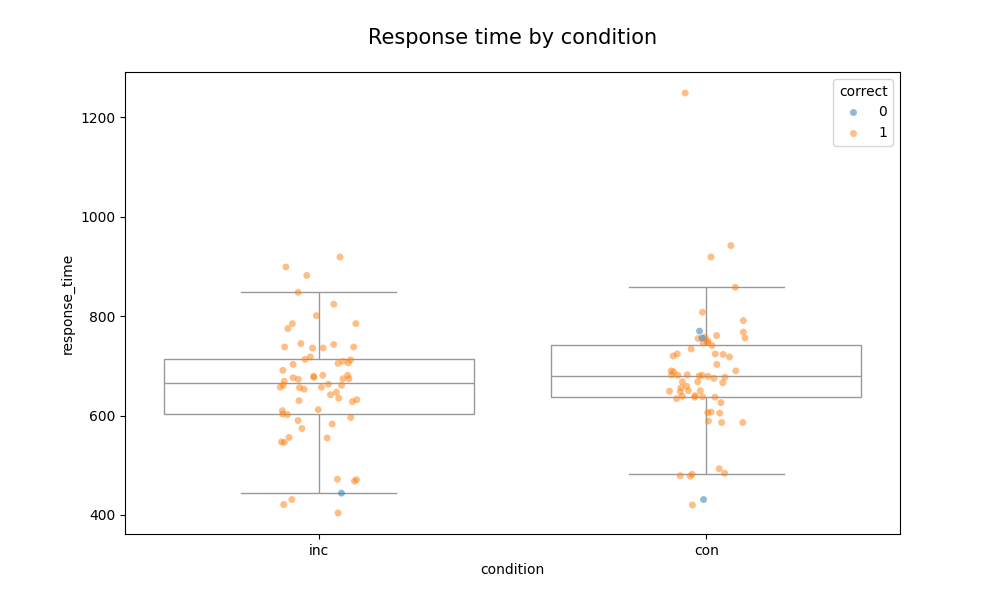 Response time by condition
correct
0
1
1200
1000
800
600
400
response_time
inc
con
condition